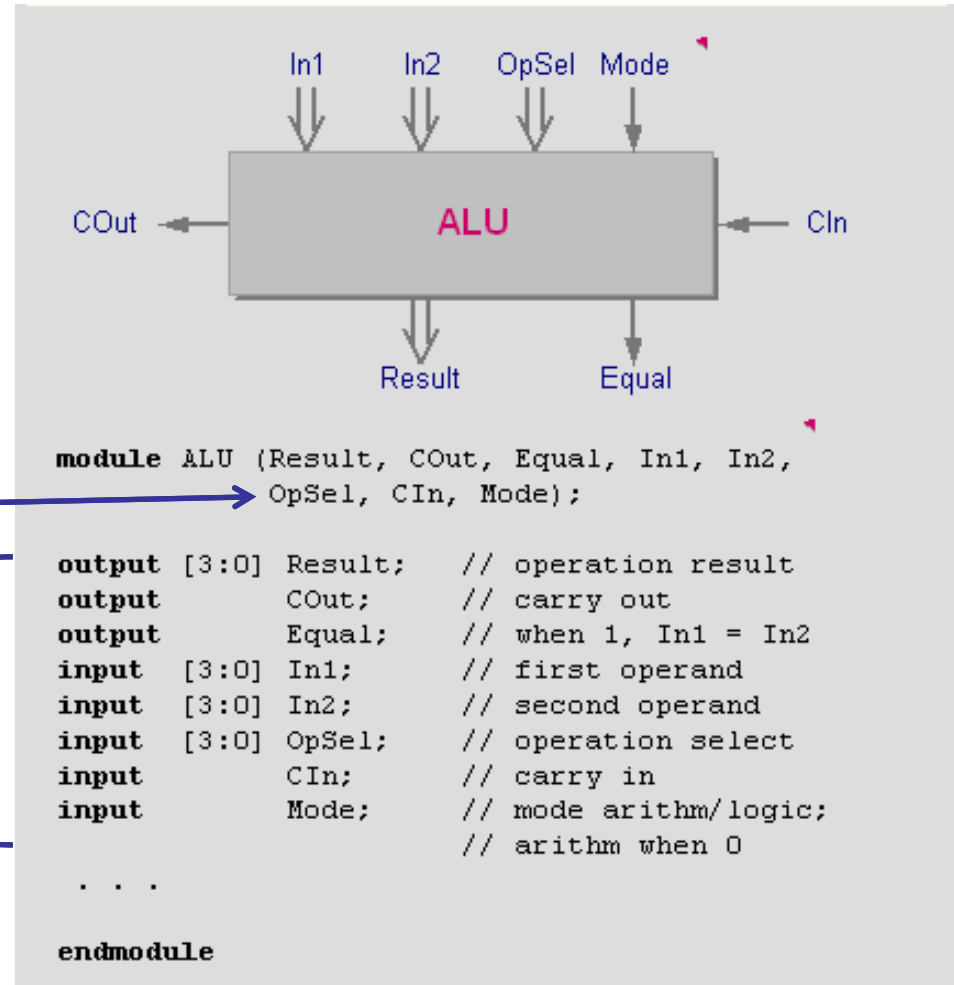 In1 In2 OpSel Mode
COut ALU CIn
Result Equal
module ALU (Result, COut, Equal, In1, In2,
OpSel, CIn, Mode);
output [3:0] Result; // operation result
output COut; // carry out
output Equal; // when 1, In1 = In2
input [3:0] In1; // first operand
input [3:0] In2; // second operand
input [3:0] OpSel; // operation select
input CIn; // carry in
input Mode; // mode arithm/logic;
// arithm when 0
. . .
endmodule